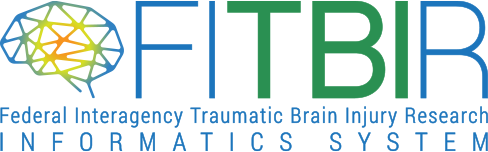 FITBIR
Federal Interagency Traumatic Brain Injury Research
INFORMATICS SYSTEM